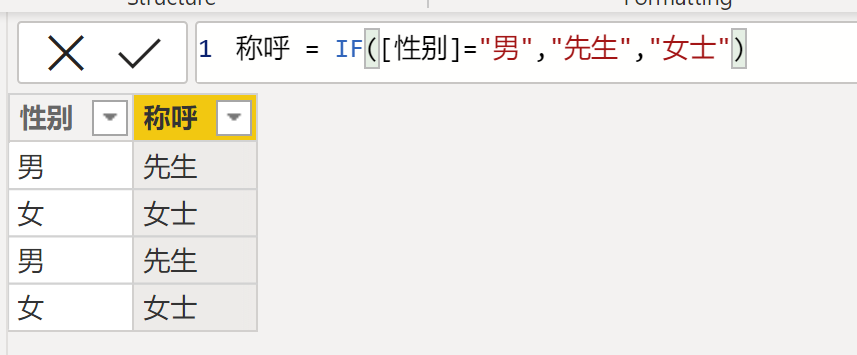 Structure Formatting
1 称呼 = IF([性别]="男","先生","女士")
性别 称呼
男 先生
女 女士
男 先生
女 女士